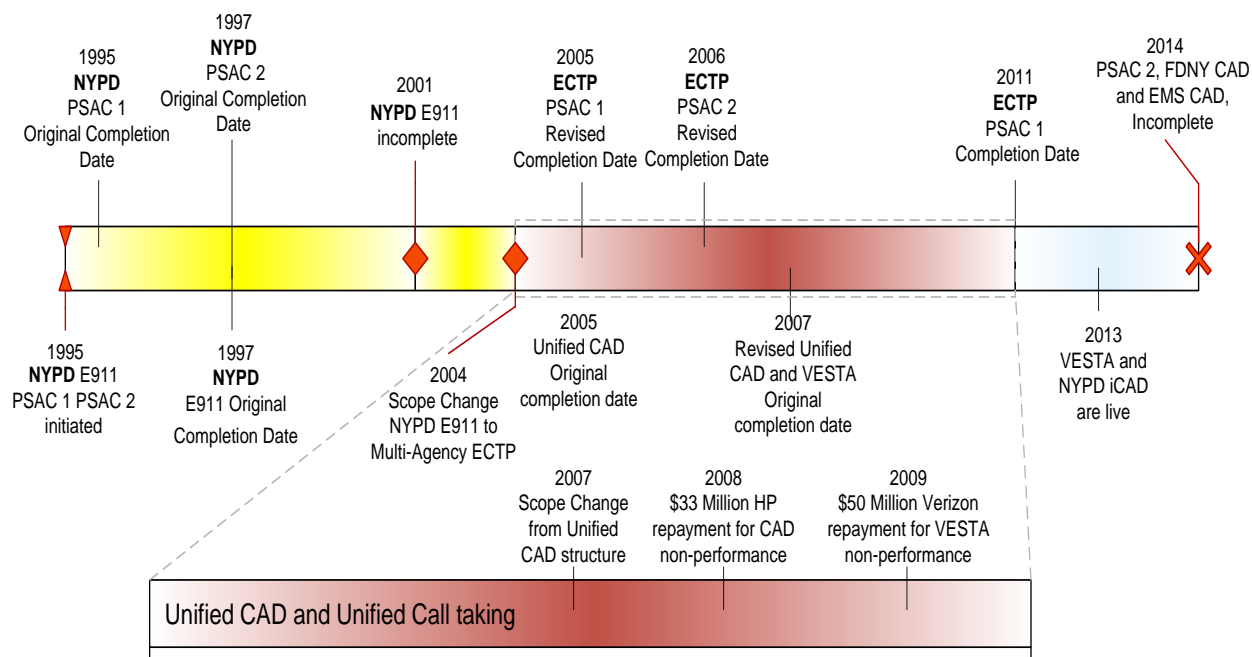 1995
NYPD
PSAC 1
Original Completion
Date
1997
NYPD
PSAC 2
Original Completion
Date
2001
NYPD E911
incomplete
2005
ECTP
PSAC 1
Revised
Completion Date
2006
ECTP
PSAC 2
Revised
Completion Date
2011
ECTP
PSAC 1
Completion Date
2014
PSAC 2, FDNY CAD
and EMS CAD,
Incomplete
1995
NYPD E911
PSAC 1 PSAC 2
initiated
1997
NYPD
E911 Original
Completion Date
2004
Scope Change
NYPD E911 to
Multi-Agency ECTP
2005
Unified CAD
Original
completion date
2007
Revised Unified
CAD and VESTA
Original
completion date
2013
VESTA and
NYPD iCAD
are live
2007
Scope Change
from Unified
CAD structure
2008
$33 Million HP
repayment for CAD
non-performance
2009
$50 Million Verizon
repayment for VESTA
non-performance
Unified CAD and Unified Call taking